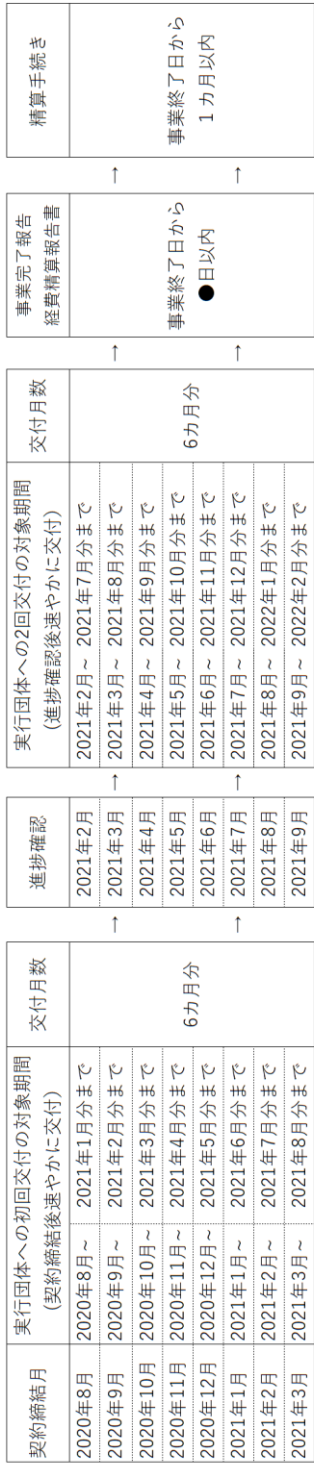 契約締結月
実行団体への初回交付の対象期間
(契約締結後速やかに交付)
交付月数
2020年8月
2020年8月~ 2021年1月分まで
2020年9月
2020年9月~ 2021年2月分まで
2020年10月
2020年10月~ 2021年3月分まで
2020年11月
2020年11月~ 2021年4月分まで
2020年12月
2020年12月~ 2021年5月分まで
2021年1月
2021年1月~ 2021年6月分まで
2021年2月
2021年2月~ 2021年7月分まで
2021年3月
2021年3月~ 2021年8月分まで
6カ月分
→
→
進捗確認
2021年2月
2021年3月
2021年4月
2021年5月
2021年6月
2021年7月
2021年8月
2021年9月
→
→
実行団体への2回交付の対象期間
(進捗確認後速やかに交付)
交付月数
2021年2月~ 2021年7月分まで
2021年3月~ 2021年8月分まで
2021年4月~ 2021年9月分まで
2021年5月~ 2021年10月分まで
2021年6月~ 2021年11月分まで
2021年7月~ 2021年12月分まで
2021年8月~ 2022年1月分まで
2021年9月~ 2022年2月分まで
6カ月分
→
→
事業完了報告
経費精算報告書
事業終了日から
●日以内
→
→
精算手続き
事業終了日から
1カ月以内